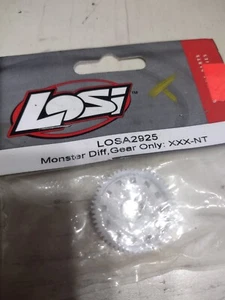 LOSI
LOSA2925
Monster Diff,Gear Only: XXX-NT